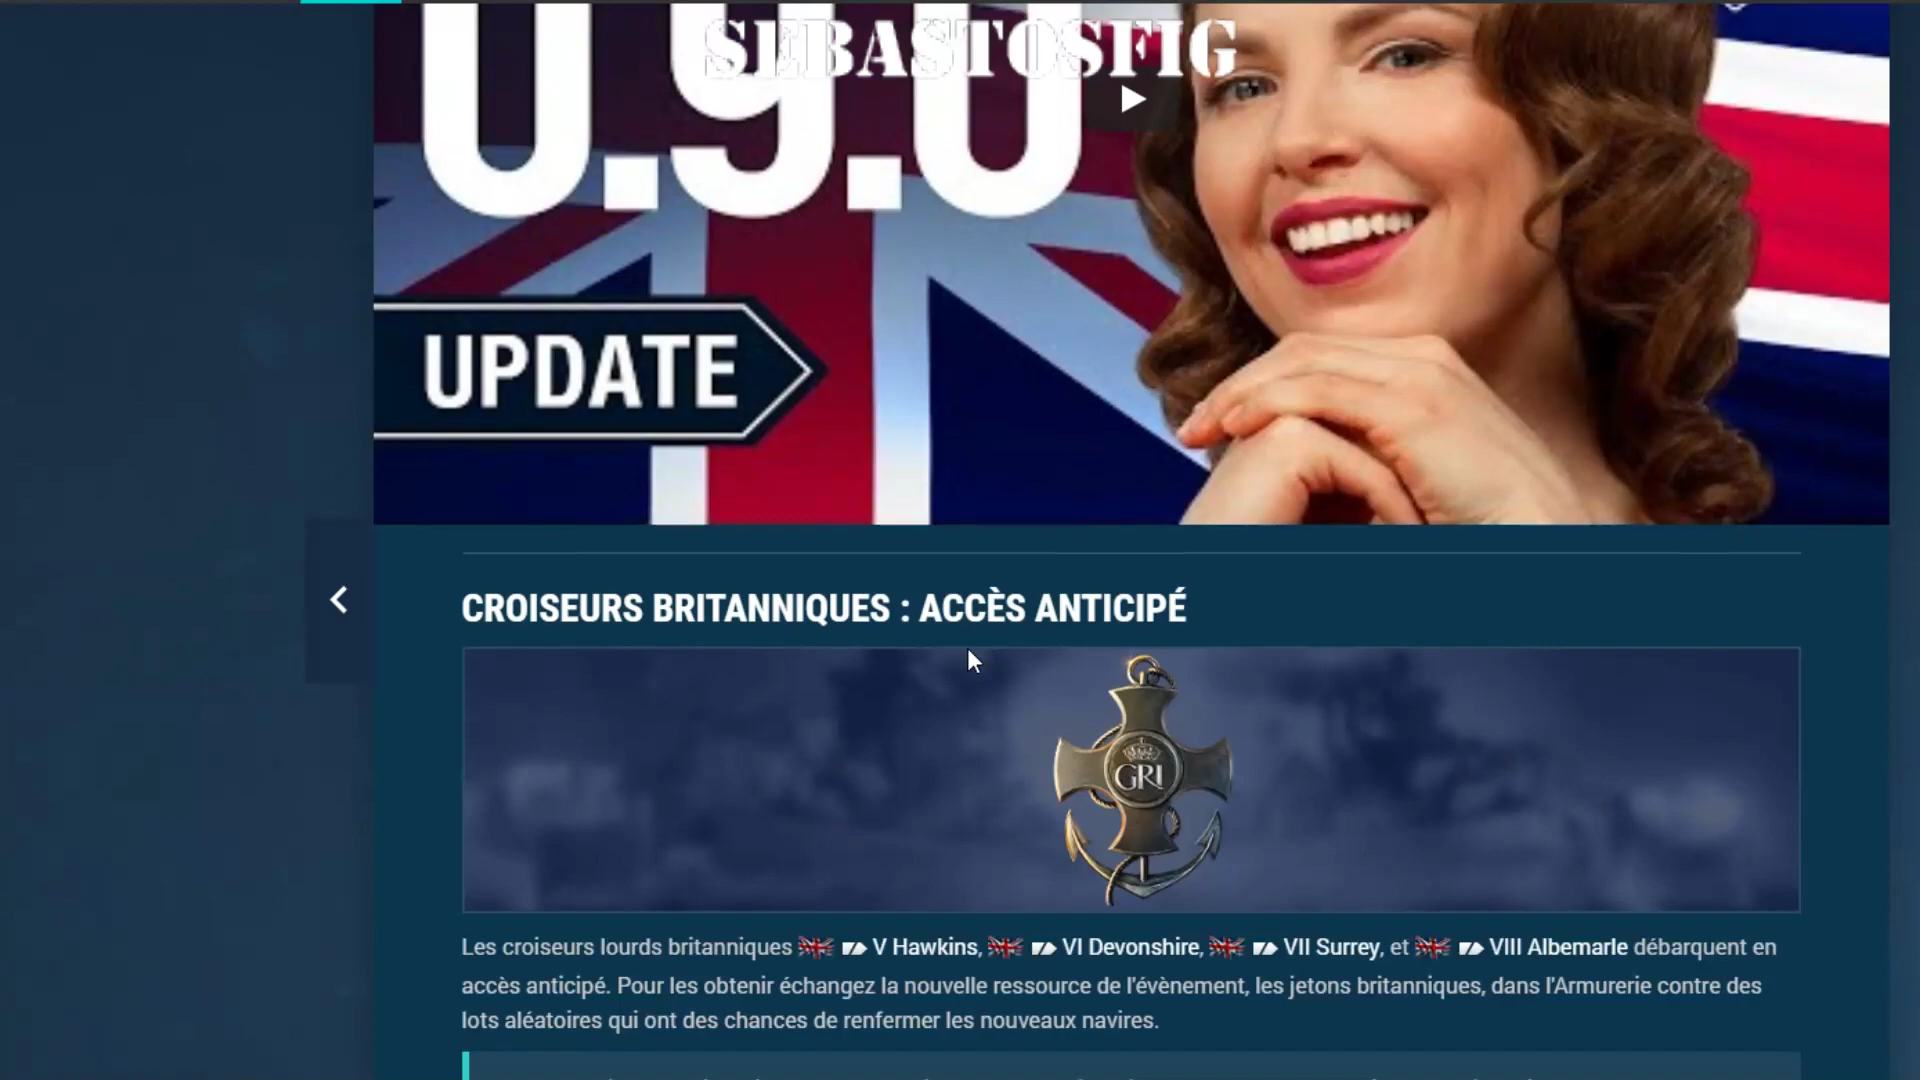 SEBASTOSFIG
0.9.0
UPDATE
CROISEURS BRITANNIQUES : ACCÈS ANTICIPÉ
GRI
Les croiseurs lourds britanniques V Hawkins, VI Devonshire, VII Surrey, et VIII Albemarle débarquent en
accès anticipé. Pour les obtenir échangez la nouvelle ressource de l'évènement, les jetons britanniques, dans l'Armurerie contre des
lots aléatoires qui ont des chances de renfermer les nouveaux navires.